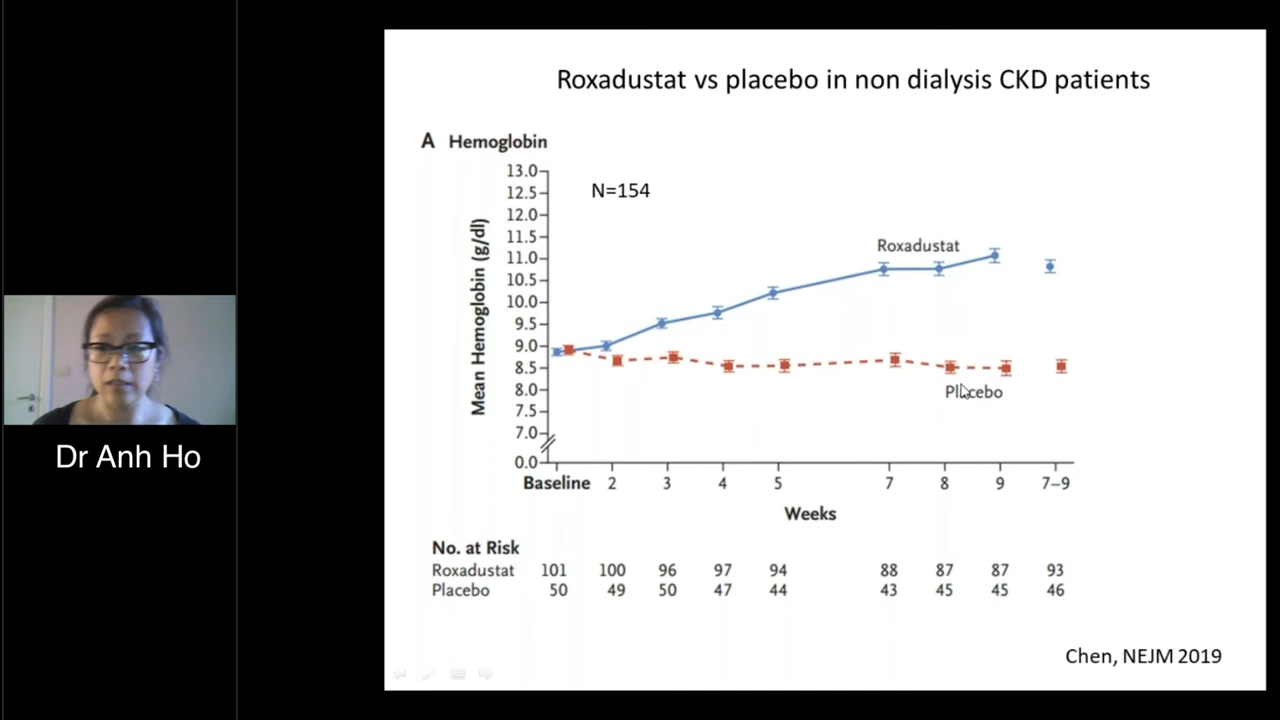 Roxadustat vs placebo in non dialysis CKD patients
A Hemoglobin
N=154
Mean Hemoglobin (g/dl)
13.0
12.5
12.0
11.5
11.0
10.5
10.0
9.5
9.0
8.5
8.0
7.5
7.0
0.0
Roxadustat
Placebo
Baseline 2 3 4 5 7 8 9 7–9
Weeks
No. at Risk
Roxadustat 101 100 96 97 94 88 87 87 93
Placebo 50 49 50 47 44 43 45 45 46
Chen, NEJM 2019
Dr Anh Ho